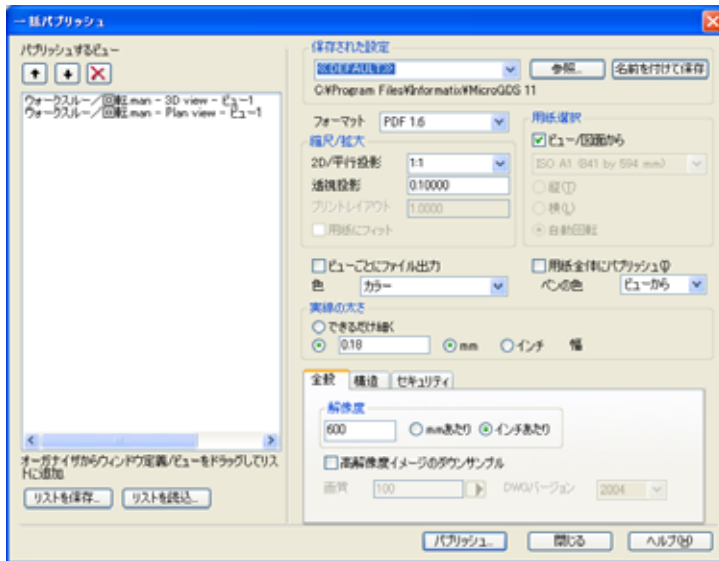 一括パブリッシュ
パブリッシュするビュー
ウォークスルー/回転.man - 3D view - ビュー1
ウォークスルー/回転.man - Plan view - ビュー1
オーガナイザからウィンドウ定義/ビューをドラッグしてリストに追加
リストを保存...
リストを読込...
保存された設定
<<DEFAULT>>
参照...
名前を付けて保存
C:¥Program Files¥Informatix¥MicroGDS 11
フォーマット PDF 1.6
縮尺/拡大
2D/平行投影 1:1
透視投影 0.10000
プリントレイアウト 1.0000
用紙にフィット
用紙選択
ビュー/図面から
ISO A1 (841 by 594 mm)
縦(T)
横(L)
自動回転
ビューごとにファイル出力
用紙全体にパブリッシュ
色 カラー
ペンの色 ビューから
実線の太さ
できるだけ細く
0.18 mm インチ 幅
全般 構造 セキュリティ
解像度
600 mmあたり インチあたり
高解像度イメージのダウンサンプル
画質 100 DWGバージョン 2004
パブリッシュ... 閉じる ヘルプ(H)